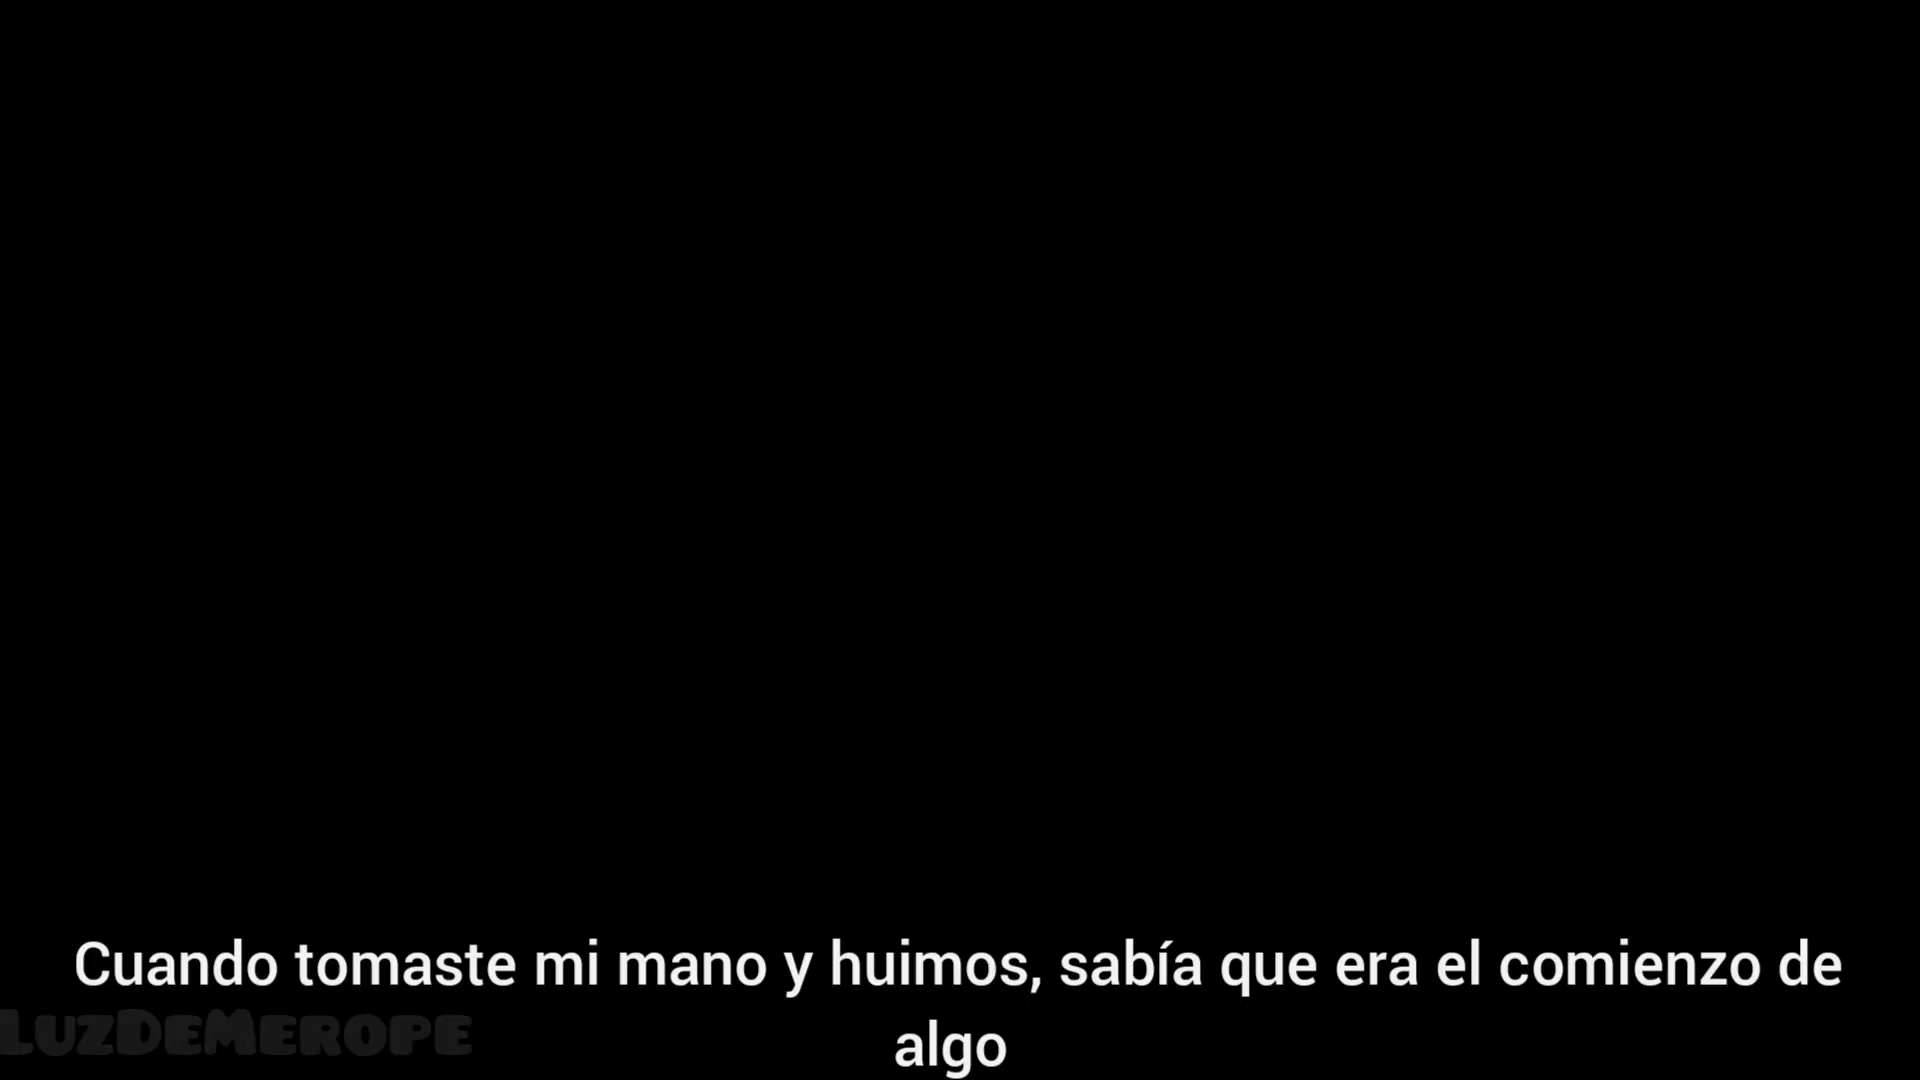 Cuando tomaste mi mano y huimos, sabía que era el comienzo de
algo
LuzDeMerope